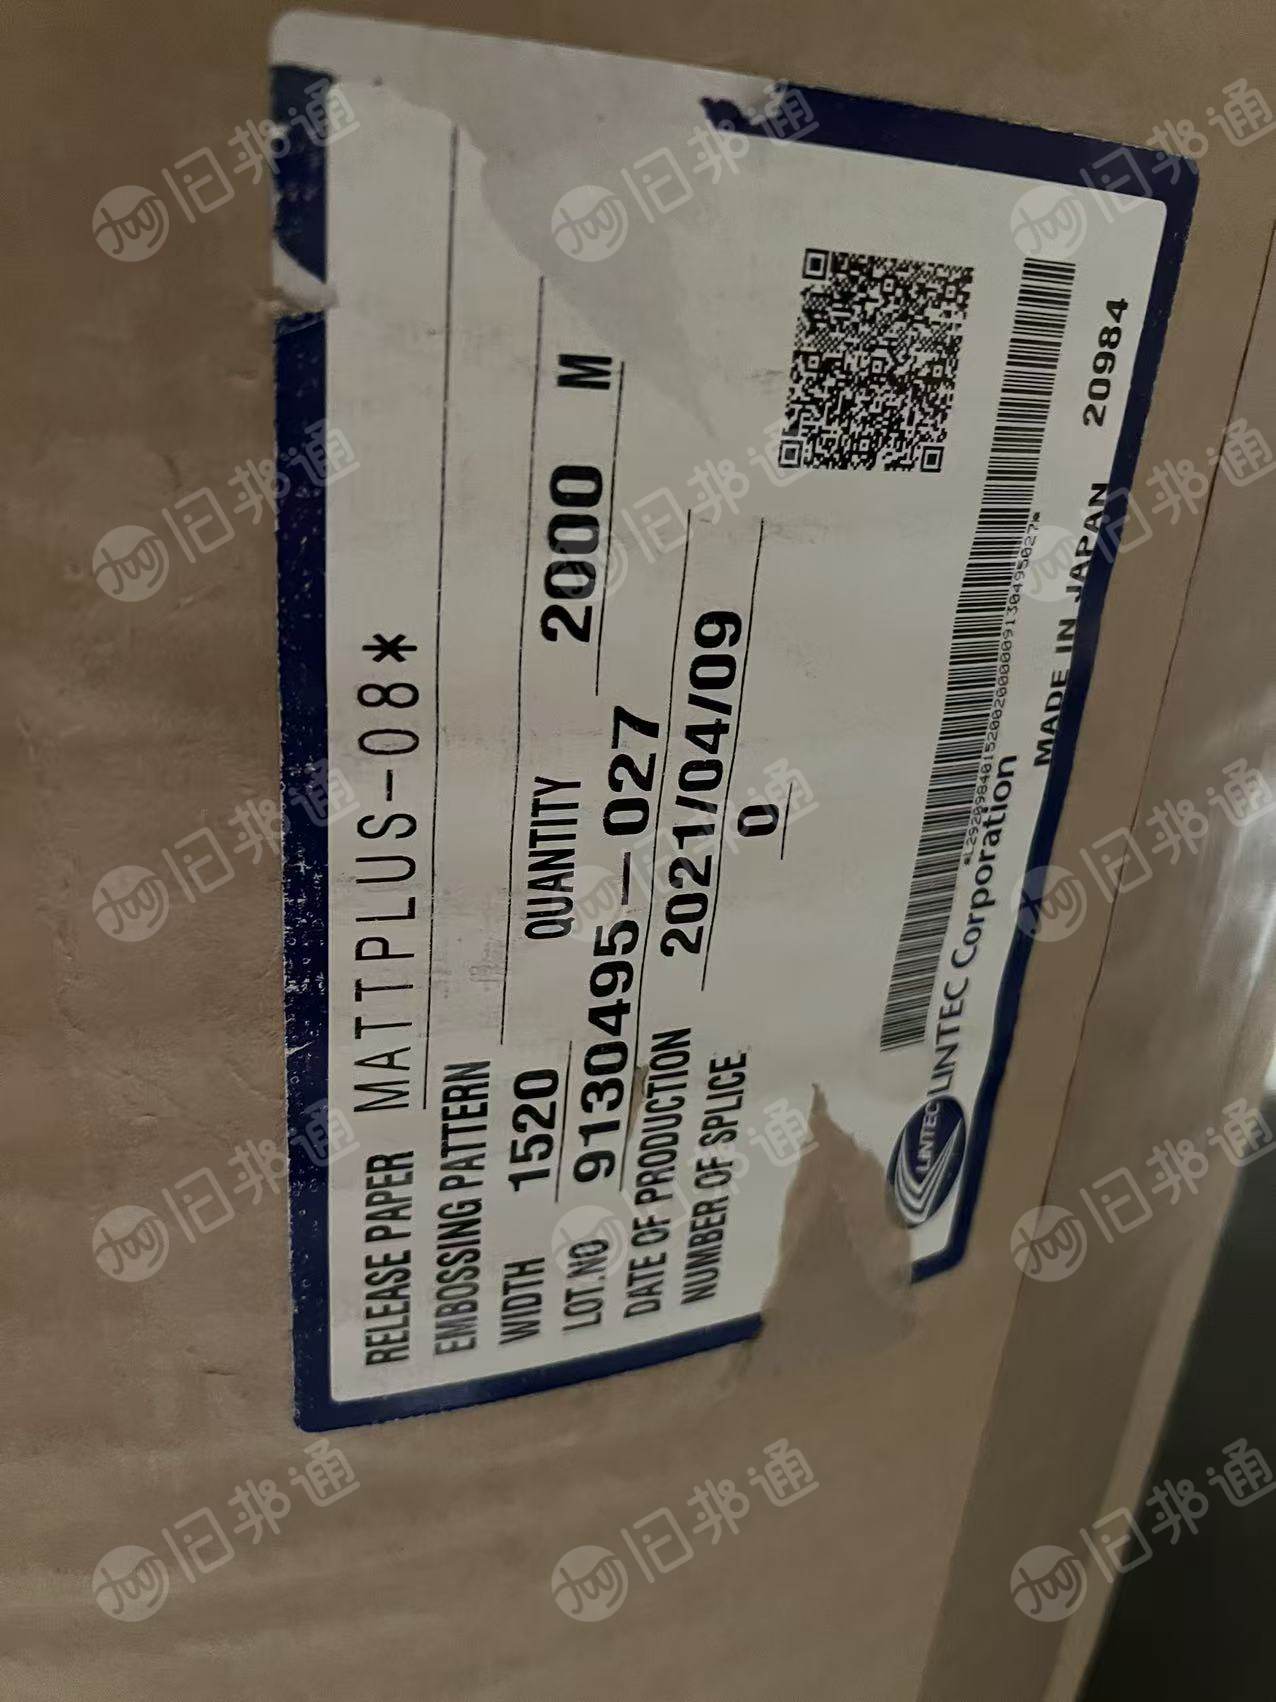 RELEASE PAPER MATTPLUS-08*
EMBOSSING PATTERN
WIDTH 1520 QUANTITY 2000 M
LOT.NO 9130495-027
DATE OF PRODUCTION 2021/04/09
NUMBER OF SPLICE 0
LINTEC LINTEC Corporation
MADE IN JAPAN 20984
旧邦通